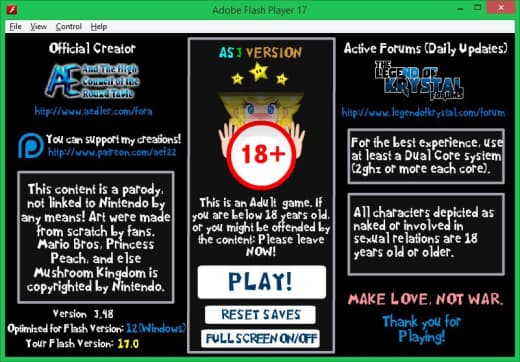 Adobe Flash Player 17
File View Control Help
Official Creator
AE And The High
Council of the
Round Table
http://www.aedler.com/fora
You can support my creations!
http://www.patreon.com/aef22
This content is a parody,
not linked to Nintendo by
any means! Art were made
from scratch by fans.
Mario Bros, Princess
Peach, and else
Mushroom Kingdom is
copyrighted by Nintendo.
Version 3.48
Optimized for Flash Version: 12(Windows)
Your Flash Version: 17.0
ASJ VERSION
18+
This is an Adult game, If
you are below 18 years old,
or you might be offended by
the content: Please leave
NOW!
PLAY!
RESET SAVES
FULL SCREEN ON/OFF
Active Forums (Daily Updates)
THE
LEGEND OF
KRYSTAL
FORUMS
http://www.legendofkrystal.com/forum
For the best experience, use
at least a Dual Core system
(2ghz or more each core).
All characters depicted as
naked or involved in
sexual relations are 18
years old or older.
MAKE LOVE, NOT WAR.
Thank you for
Playing!